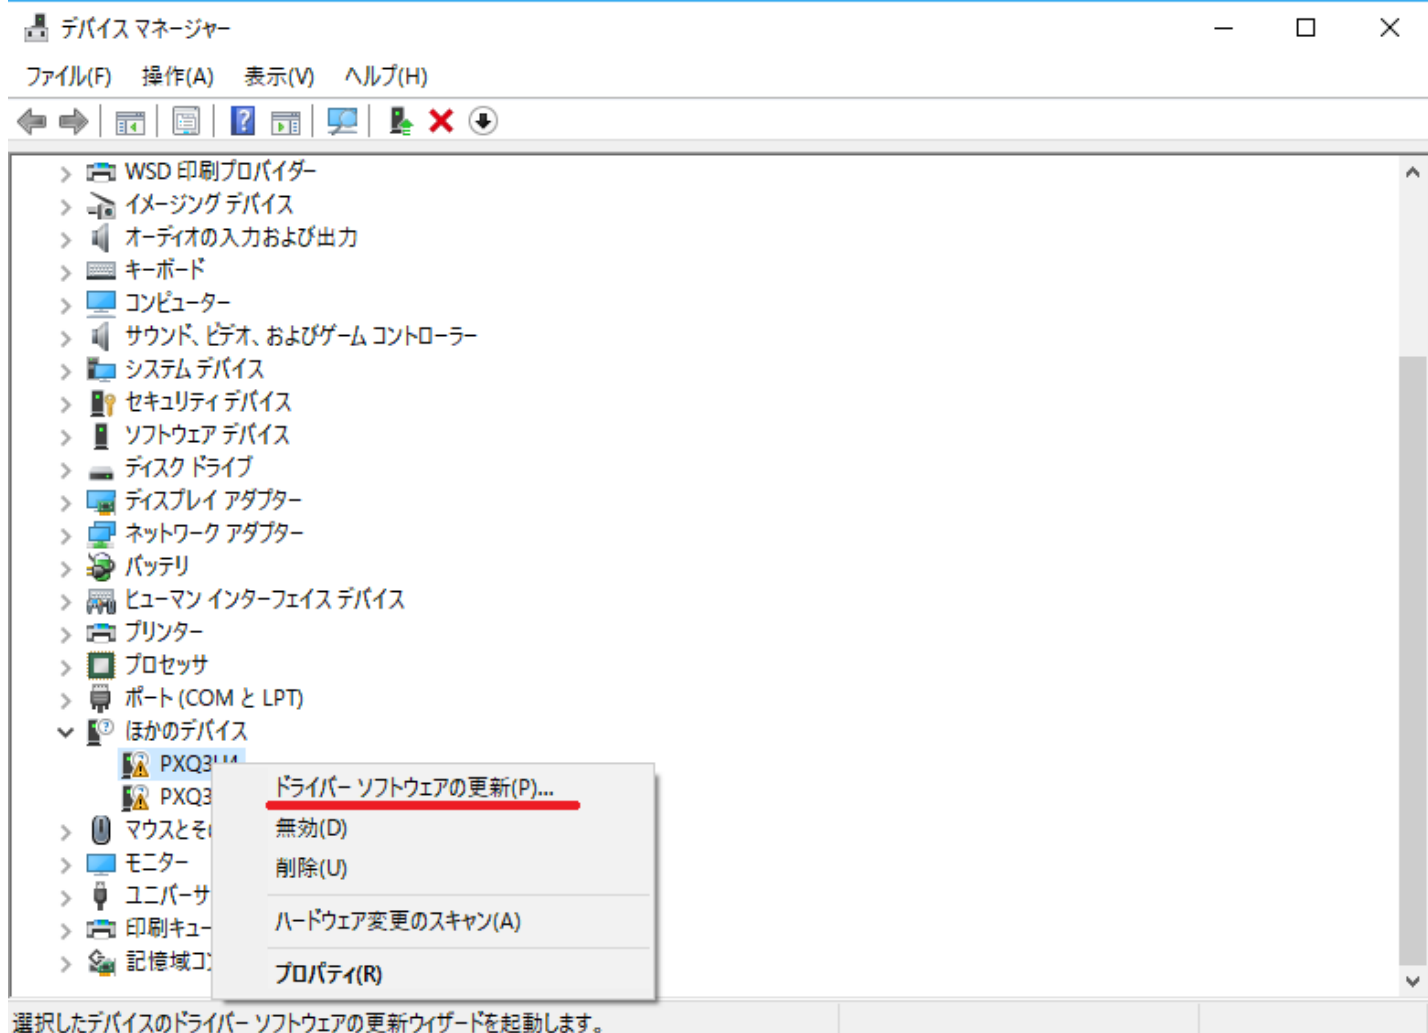 デバイス マネージャー
ファイル(F) 操作(A) 表示(V) ヘルプ(H)
WSD 印刷プロバイダー
イメージング デバイス
オーディオの入力および出力
キーボード
コンピューター
サウンド、ビデオ、およびゲーム コントローラー
システム デバイス
セキュリティ デバイス
ソフトウェア デバイス
ディスク ドライブ
ディスプレイ アダプター
ネットワーク アダプター
バッテリ
ヒューマン インターフェイス デバイス
プリンター
プロセッサ
ポート (COM と LPT)
ほかのデバイス
PXQ3U4
PXQ3
マウスとそ
モニター
ユニバーサ
印刷キュー
記憶域コ
ドライバー ソフトウェアの更新(P)...
無効(D)
削除(U)
ハードウェア変更のスキャン(A)
プロパティ(R)
選択したデバイスのドライバー ソフトウェアの更新ウィザードを起動します。